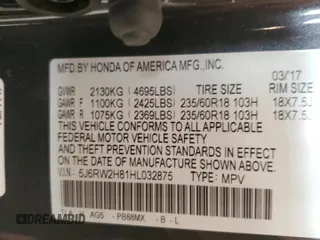 MFD.BY HONDA OF AMERICA MFG.,INC. 03/17
GVWR 2130KG (4695LBS) TIRE SIZE RIM SIZE
GAWR F 1100KG (2425LBS) 235/60R18 103H 18X7.5J
GAWR R 1075KG (2369LBS) 235/60R18 103H 18X7.5J
THIS VEHICLE CONFORMS TO ALL APPLICABLE
FEDERAL MOTOR VEHICLE SAFETY
AND THEFT PREVENTION STANDARDS IN EFFECT
ON THE DATE OF MANUFACTURE SHOWN ABOVE.
V.I.N.: 5J6RW2H81HL032875 TYPE: MPV
TLA AG5 - PB88MX - B - L
DREAMBID